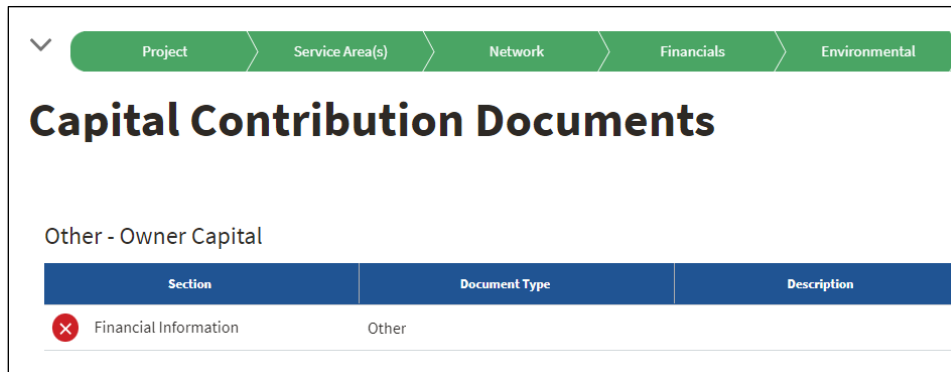 Project Service Area(s) Network Financials Environmental
Capital Contribution Documents
Other - Owner Capital
Section Document Type Description
Financial Information Other